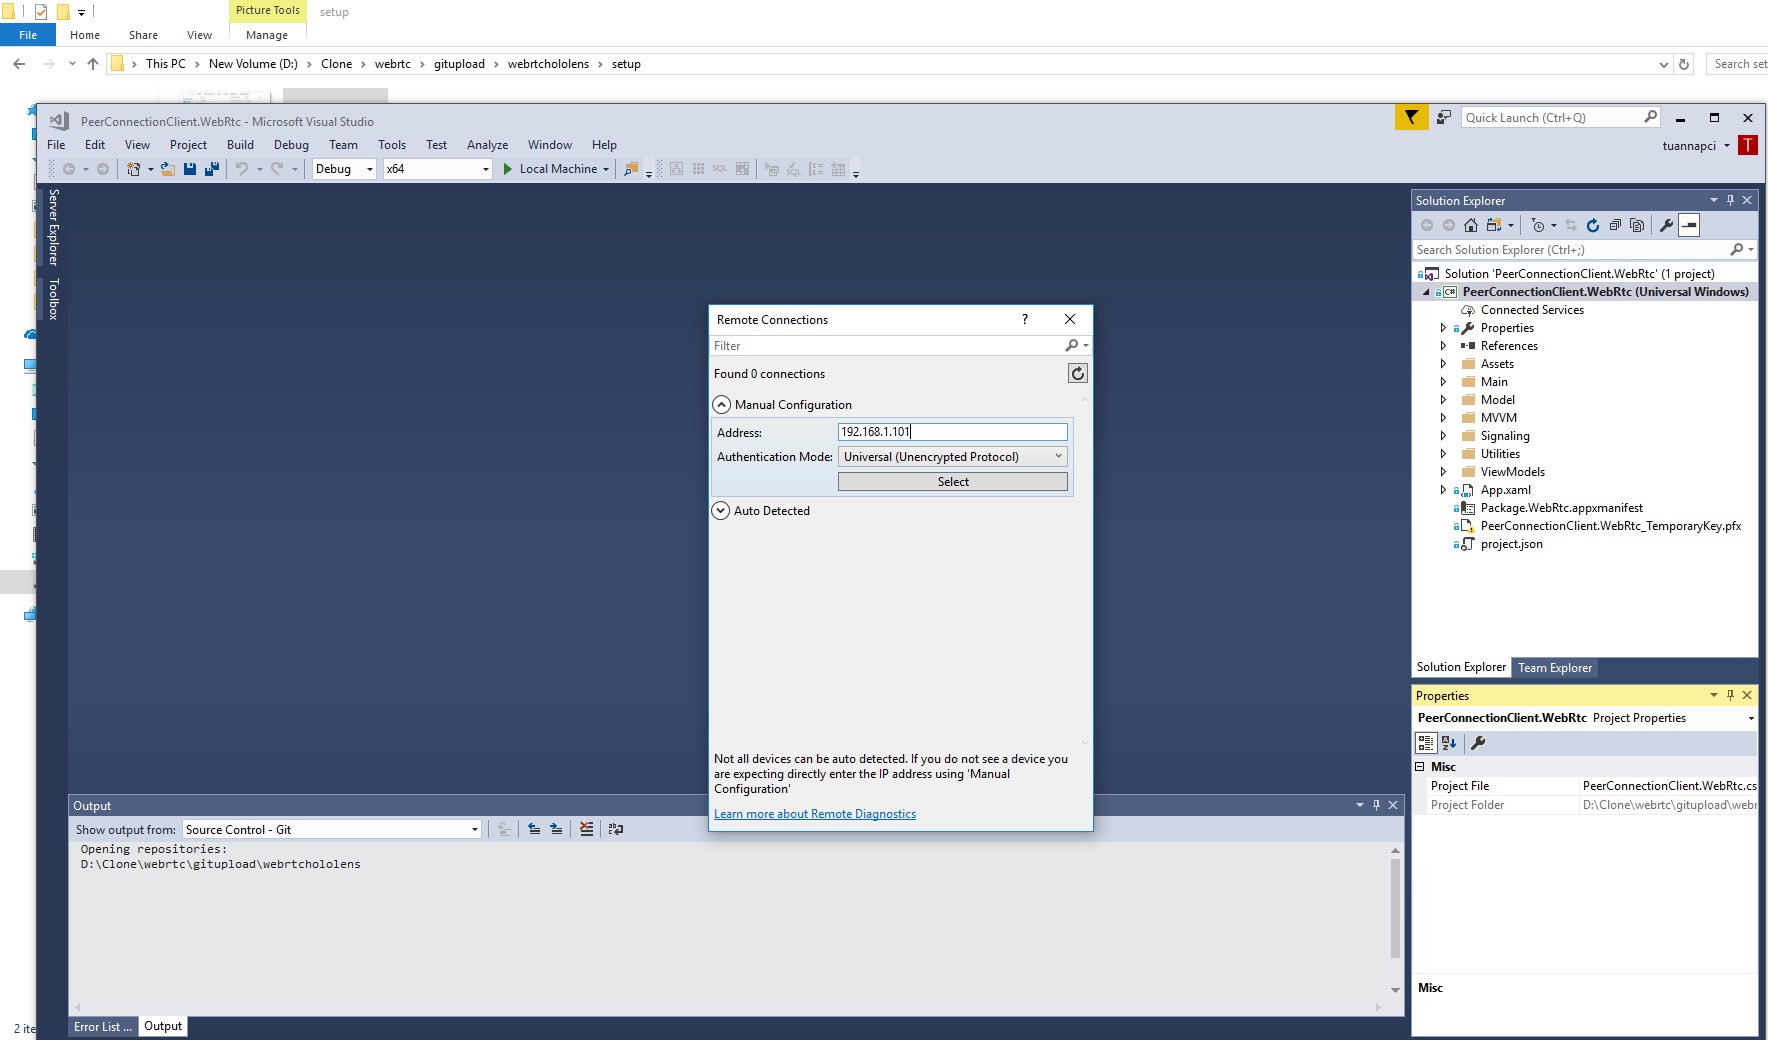 Picture Tools
setup
File
Home
Share
View
Manage
This PC
New Volume (D:)
Clone
webrtc
gitupload
webrtchololens
setup
Search set
PeerConnectionClient.WebRtc - Microsoft Visual Studio
Quick Launch (Ctrl+Q)
File
Edit
View
Project
Build
Debug
Team
Tools
Test
Analyze
Window
Help
tuannapci
T
Debug
x64
Local Machine
SQL
Server Explorer
Toolbox
Solution Explorer
Search Solution Explorer (Ctrl+;)
Solution 'PeerConnectionClient.WebRtc' (1 project)
C#
PeerConnectionClient.WebRtc (Universal Windows)
Connected Services
Properties
References
Assets
Main
Model
MVVM
Signaling
Utilities
ViewModels
App.xaml
Package.WebRtc.appxmanifest
PeerConnectionClient.WebRtc_TemporaryKey.pfx
project.json
Solution Explorer
Team Explorer
Remote Connections
?
Filter
Found 0 connections
Manual Configuration
Address:
192.168.1.101
Authentication Mode:
Universal (Unencrypted Protocol)
Select
Auto Detected
Not all devices can be auto detected. If you do not see a device you
are expecting directly enter the IP address using 'Manual
Configuration'
Learn more about Remote Diagnostics
Properties
PeerConnectionClient.WebRtc Project Properties
Misc
Project File
PeerConnectionClient.WebRtc.cs
Project Folder
D:\Clone\webrtc\gitupload\webr
Misc
Output
Show output from:
Source Control - Git
Opening repositories:
D:\Clone\webrtc\gitupload\webrtchololens
Error List ...
Output
2 ite